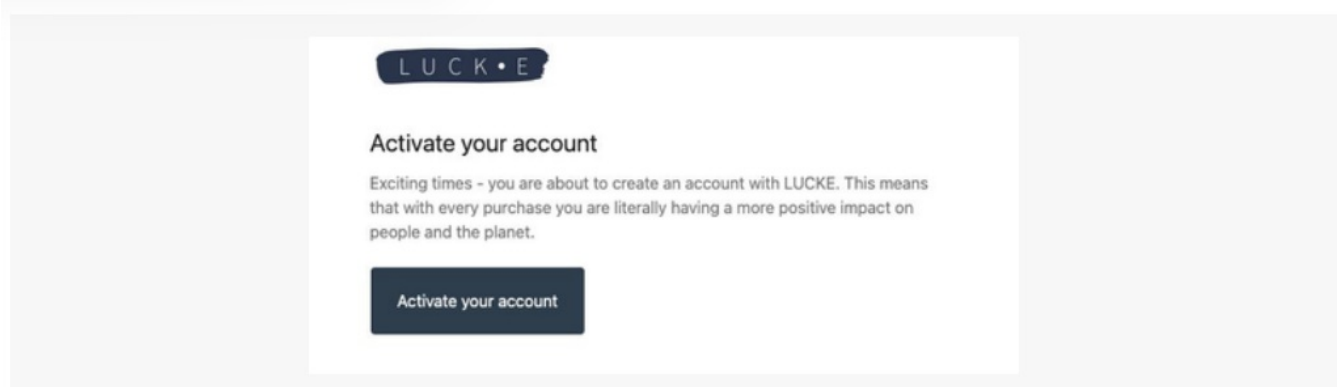 LUCK•E
Activate your account
Exciting times - you are about to create an account with LUCKE. This means
that with every purchase you are literally having a more positive impact on
people and the planet.
Activate your account